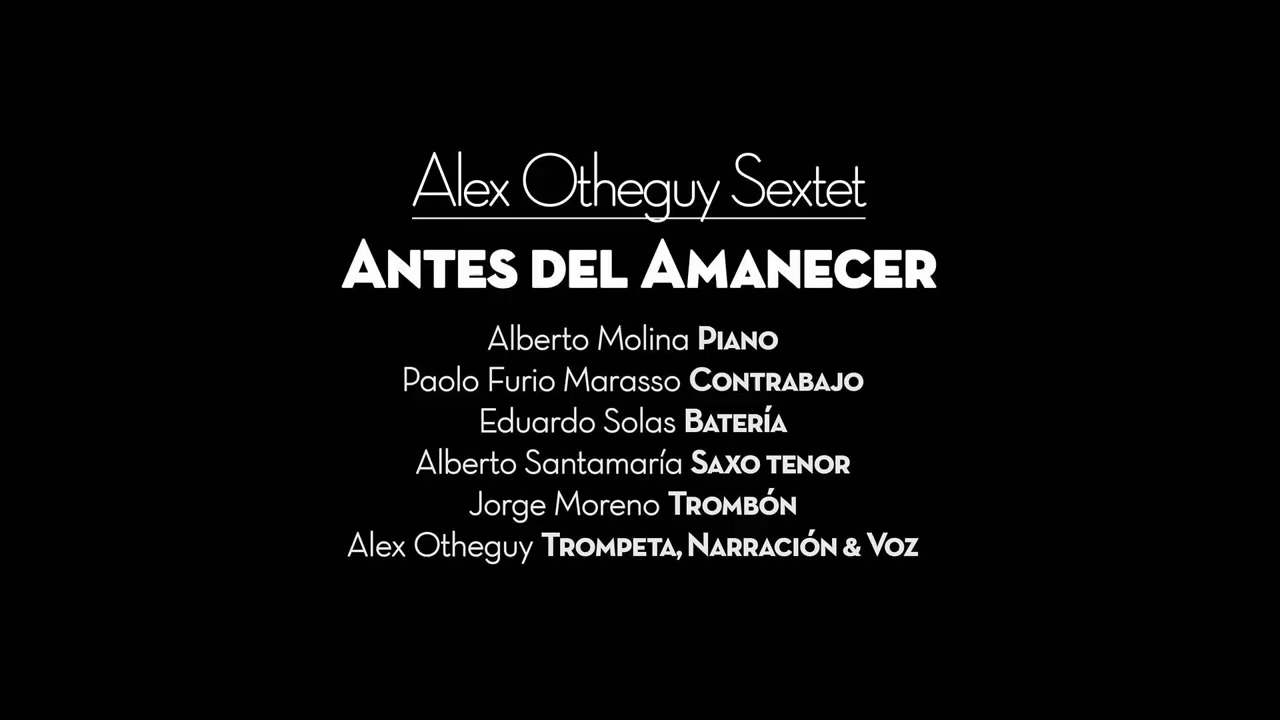 Alex Otheguy Sextet
Antes del Amanecer
Alberto Molina Piano
Paolo Furio Marasso Contrabajo
Eduardo Solas Batería
Alberto Santamaría Saxo tenor
Jorge Moreno Trombón
Alex Otheguy Trompeta, Narración & Voz